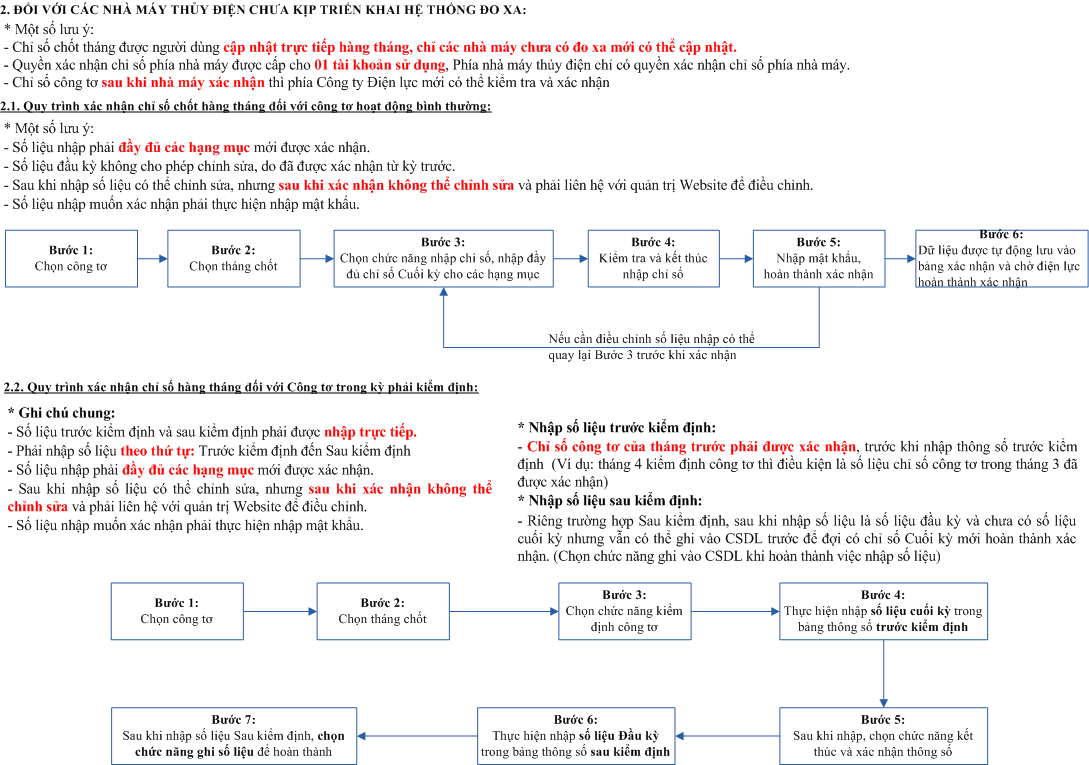 2. ĐỐI VỚI CÁC NHÀ MÁY THỦY ĐIỆN CHƯA KỊP TRIỂN KHAI HỆ THỐNG ĐO XA:
* Một số lưu ý:
- Chỉ số chốt tháng được người dùng cập nhật trực tiếp hàng tháng, chỉ các nhà máy chưa có đo xa mới có thể cập nhật.
- Quyền xác nhận chỉ số phía nhà máy được cấp cho 01 tài khoản sử dụng, Phía nhà máy thủy điện chỉ có quyền xác nhận chỉ số phía nhà máy.
- Chỉ số công tơ sau khi nhà máy xác nhận thì phía Công ty Điện lực mới có thể kiểm tra và xác nhận
2.1. Quy trình xác nhận chỉ số chốt hàng tháng đối với công tơ hoạt động bình thường:
* Một số lưu ý:
- Số liệu nhập phải đầy đủ các hạng mục mới được xác nhận.
- Số liệu đầu kỳ không cho phép chỉnh sửa, do đã được xác nhận từ kỳ trước.
- Sau khi nhập số liệu có thể chỉnh sửa, nhưng sau khi xác nhận không thể chỉnh sửa và phải liên hệ với quản trị Website để điều chỉnh.
- Số liệu nhập muốn xác nhận phải thực hiện nhập mật khẩu.
Bước 1:
Chọn công tơ
Bước 2:
Chọn tháng chốt
Bước 3:
Chọn chức năng nhập chỉ số, nhập đầy
đủ chỉ số Cuối kỳ cho các hạng mục
Bước 4:
Kiểm tra và kết thúc
nhập chỉ số
Bước 5:
Nhập mật khẩu,
hoàn thành xác nhận
Bước 6:
Dữ liệu được tự động lưu vào
bảng xác nhận và chờ điện lực
hoàn thành xác nhận
Nếu cần điều chỉnh số liệu nhập có thể
quay lại Bước 3 trước khi xác nhận
2.2. Quy trình xác nhận chỉ số hàng tháng đối với Công tơ trong kỳ phải kiểm định:
* Ghi chú chung:
- Số liệu trước kiểm định và sau kiểm định phải được nhập trực tiếp.
- Phải nhập số liệu theo thứ tự: Trước kiểm định đến Sau kiểm định
- Số liệu nhập phải đầy đủ các hạng mục mới được xác nhận.
- Sau khi nhập số liệu có thể chỉnh sửa, nhưng sau khi xác nhận không thể
chỉnh sửa và phải liên hệ với quản trị Website để điều chỉnh.
- Số liệu nhập muốn xác nhận phải thực hiện nhập mật khẩu.
* Nhập số liệu trước kiểm định:
- Chỉ số công tơ của tháng trước phải được xác nhận, trước khi nhập thông số trước kiểm
định (Ví dụ: tháng 4 kiểm định công tơ thì điều kiện là số liệu chỉ số công tơ trong tháng 3 đã
được xác nhận)
* Nhập số liệu sau kiểm định:
- Riêng trường hợp Sau kiểm định, sau khi nhập số liệu là số liệu đầu kỳ và chưa có số liệu
cuối kỳ nhưng vẫn có thể ghi vào CSDL trước để đợi có chỉ số Cuối kỳ mới hoàn thành xác
nhận. (Chọn chức năng ghi vào CSDL khi hoàn thành việc nhập số liệu)
Bước 1:
Chọn công tơ
Bước 2:
Chọn tháng chốt
Bước 3:
Chọn chức năng kiểm
định công tơ
Bước 4:
Thực hiện nhập số liệu cuối kỳ trong
bảng thông số trước kiểm định
Bước 5:
Sau khi nhập, chọn chức năng kết
thúc và xác nhận thông số
Bước 6:
Thực hiện nhập số liệu Đầu kỳ
trong bảng thông số sau kiểm định
Bước 7:
Sau khi nhập số liệu Sau kiểm định, chọn
chức năng ghi số liệu để hoàn thành